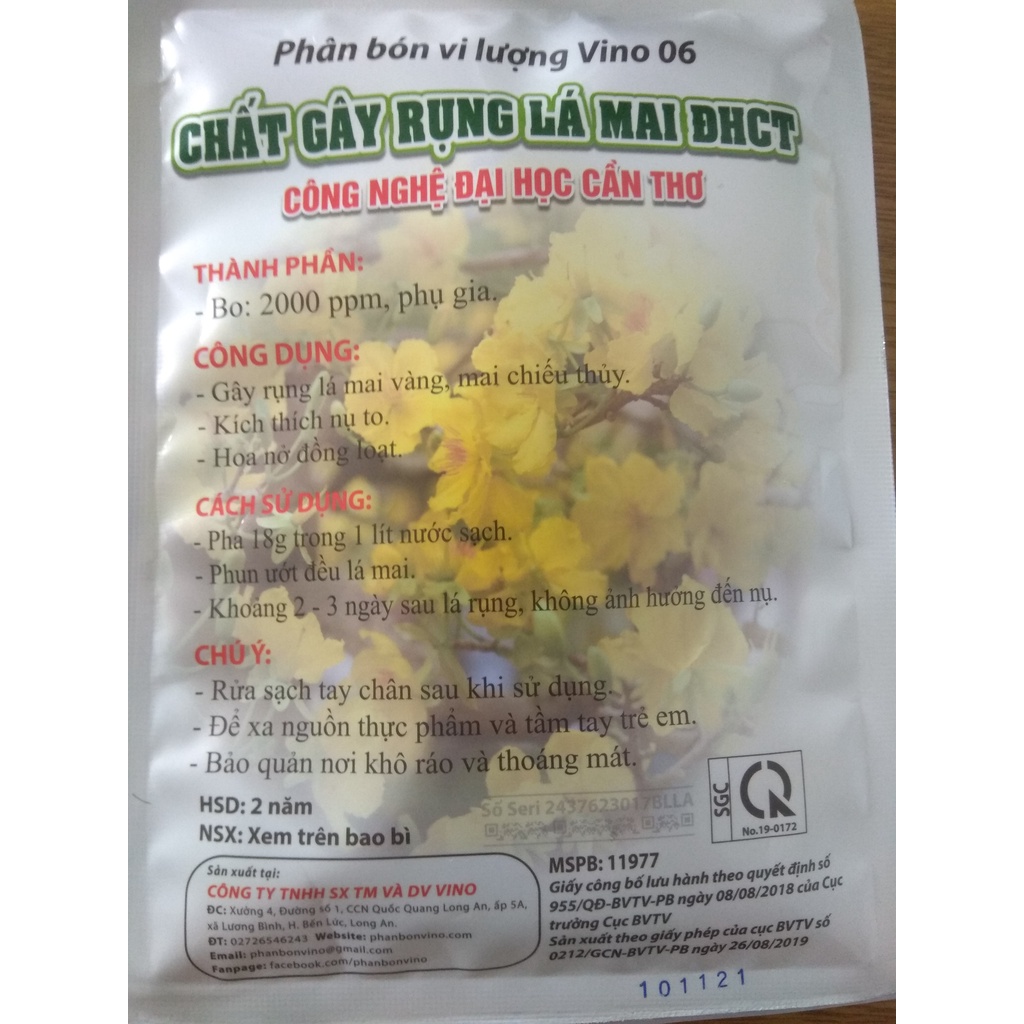 Phân bón vi lượng Vino 06
CHẤT GÂY RỤNG LÁ MAI ĐHCT
CÔNG NGHỆ ĐẠI HỌC CẦN THƠ
THÀNH PHẦN:
- Bo: 2000 ppm, phụ gia.
CÔNG DỤNG:
- Gây rụng lá mai vàng, mai chiếu thủy.
- Kích thích nụ to.
- Hoa nở đồng loạt.
CÁCH SỬ DỤNG:
- Pha 18g trong 1 lít nước sạch.
- Phun ướt đều lá mai.
- Khoảng 2 - 3 ngày sau lá rụng, không ảnh hưởng đến nụ.
CHÚ Ý:
- Rửa sạch tay chân sau khi sử dụng.
- Để xa nguồn thực phẩm và tầm tay trẻ em.
- Bảo quản nơi khô ráo và thoáng mát.
HSD: 2 năm
NSX: Xem trên bao bì
Số Seri 2437623017BLLA
SGC
No.19-0172
Sản xuất tại:
CÔNG TY TNHH SX TM VÀ DV VINO
ĐC: Xưởng 4, Đường số 1, CCN Quốc Quang Long An, ấp 5A,
xã Lương Bình, H. Bến Lức, Long An.
ĐT: 02726546243 Website: phanbonvino.com
Email: phanbonvino@gmail.com
Fanpage: facebook.com/phanbonvino
MSPB: 11977
Giấy công bố lưu hành theo quyết định số
955/QĐ-BVTV-PB ngày 08/08/2018 của Cục
trưởng Cục BVTV
Sản xuất theo giấy phép của cục BVTV số
0212/GCN-BVTV-PB ngày 26/08/2019
101121